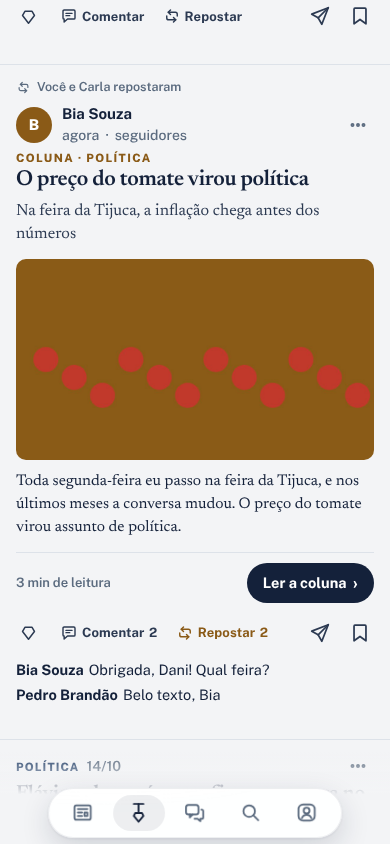 Comentar Repostar
Você e Carla repostaram
B
Bia Souza
agora · seguidores
COLUNA · POLÍTICA
O preço do tomate virou política
Na feira da Tijuca, a inflação chega antes dos
números
Toda segunda-feira eu passo na feira da Tijuca, e nos
últimos meses a conversa mudou. O preço do tomate
virou assunto de política.
3 min de leitura
Ler a coluna ›
Comentar 2 Repostar 2
Bia Souza Obrigada, Dani! Qual feira?
Pedro Brandão Belo texto, Bia
POLÍTICA 14/10